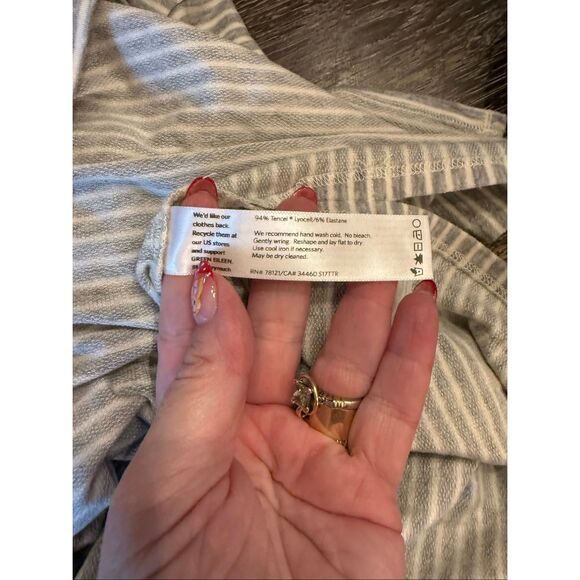 We'd like our
clothes back.
Recycle them at
our US stores
and support
GREEN EILEEN.
94% Tencel ® Lyocell/6% Elastane
We recommend hand wash cold. No bleach.
Gently wring. Reshape and lay flat to dry.
Use cool iron if necessary.
May be dry cleaned.
RN# 78121/CA# 34460 S17TTR